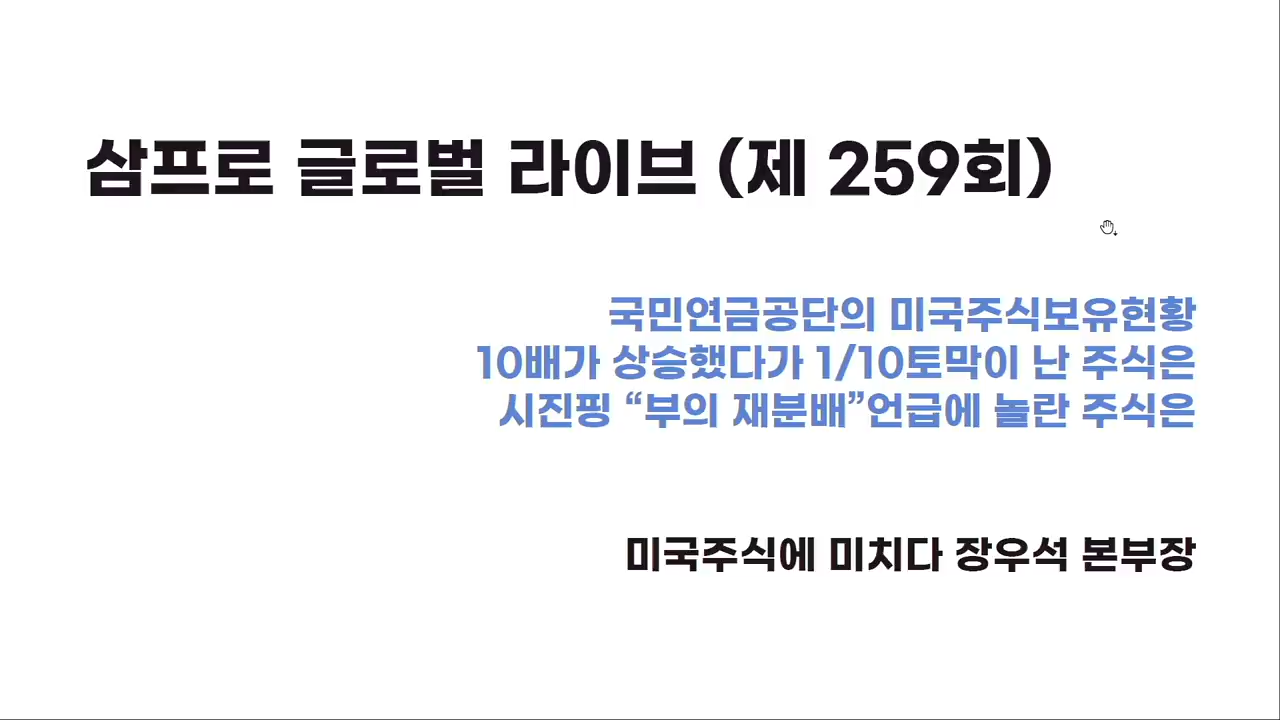 삼프로 글로벌 라이브 (제 259회)
국민연금공단의 미국주식보유현황
10배가 상승했다가 1/10토막이 난 주식은
시진핑 “부의 재분배”언급에 놀란 주식은
미국주식에 미치다 장우석 본부장